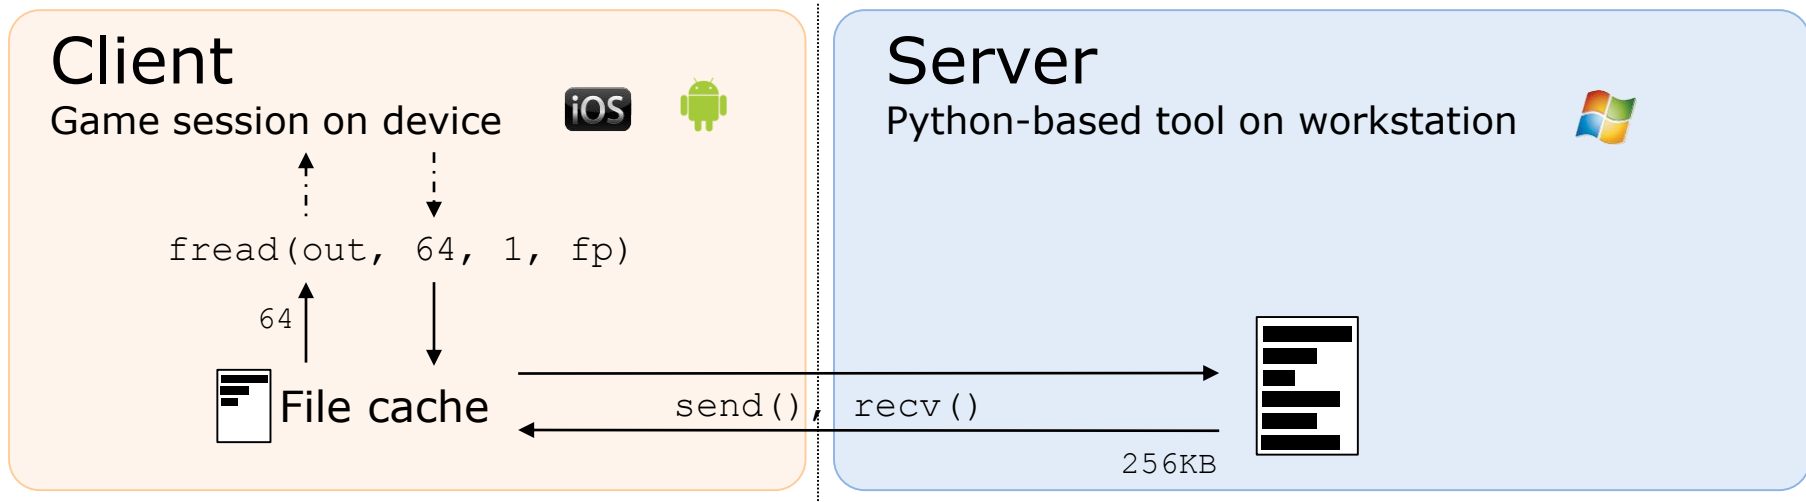 Client
Game session on device
iOS
fread(out, 64, 1, fp)
64
File cache
send(), recv()
256KB
Server
Python-based tool on workstation